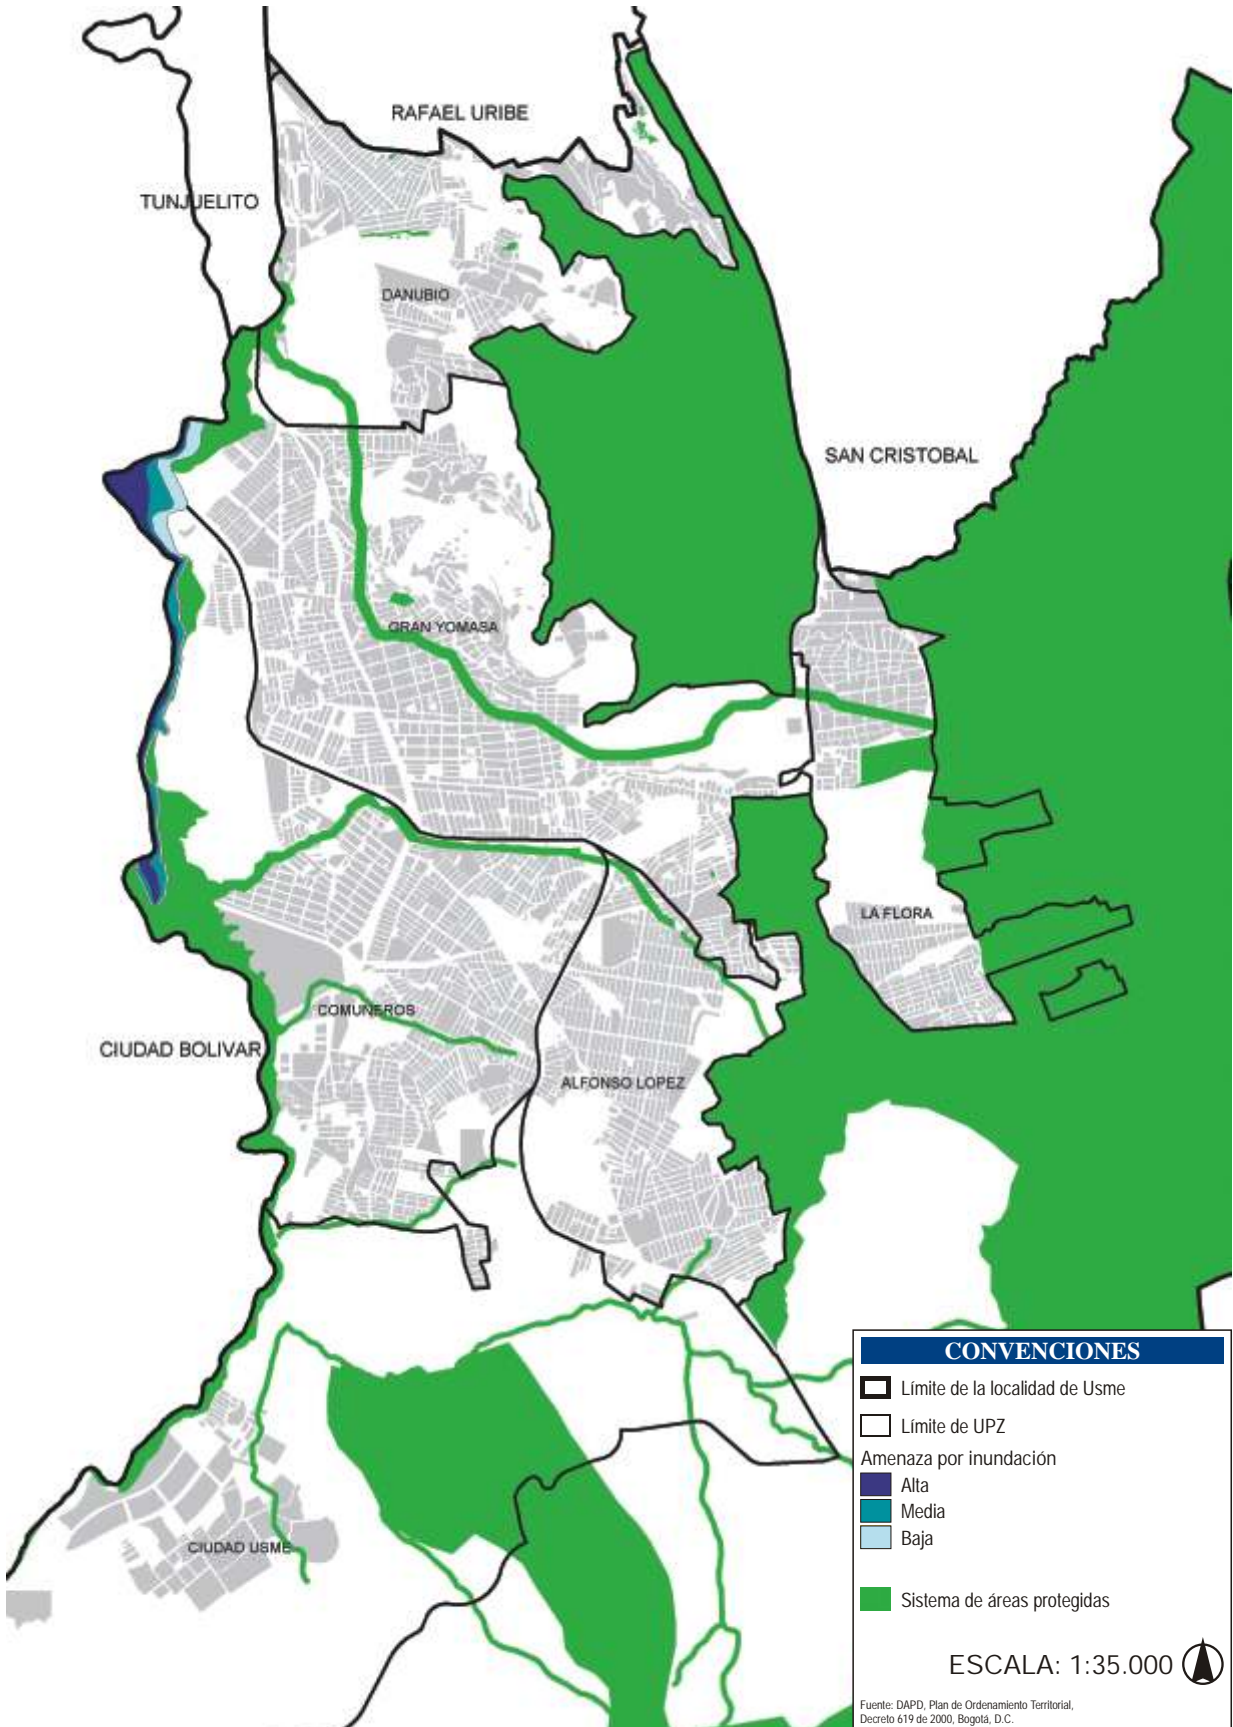 RAFAEL URIBE
TUNJUELITO
DANUBIO
SAN CRISTOBAL
GRAN YOMASA
LA FLORA
COMUNEROS
CIUDAD BOLIVAR
ALFONSO LOPEZ
CIUDAD USME
CONVENCIONES
Límite de la localidad de Usme
Límite de UPZ
Amenaza por inundación
Alta
Media
Baja
Sistema de áreas protegidas
ESCALA: 1:35.000
Fuente: DAPD, Plan de Ordenamiento Territorial,
Decreto 619 de 2000, Bogotá, D.C.